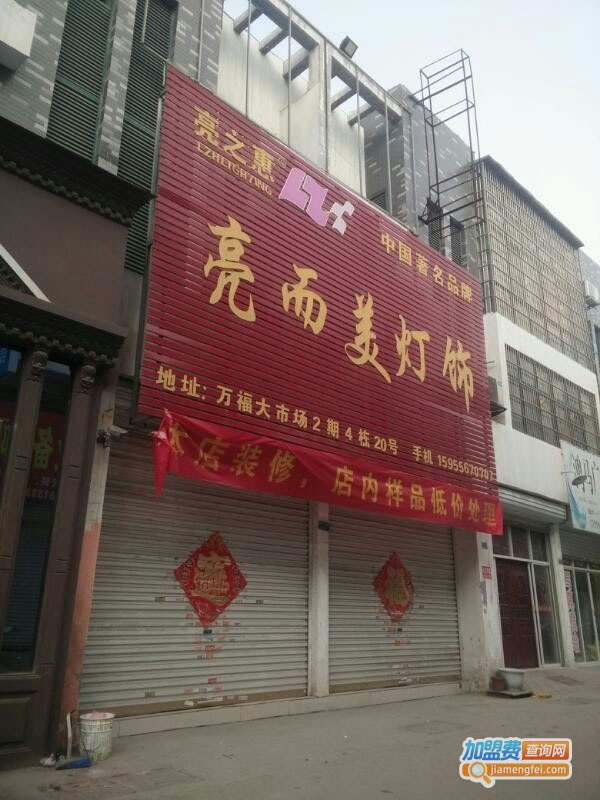 亮之惠
LZHLIGHTING
中国著名品牌
亮而美灯饰
地址: 万福大市场2期4栋20号 手机 15955670707
本店装修, 店内样品低价处理
加盟费查询网
jiamengfei.com